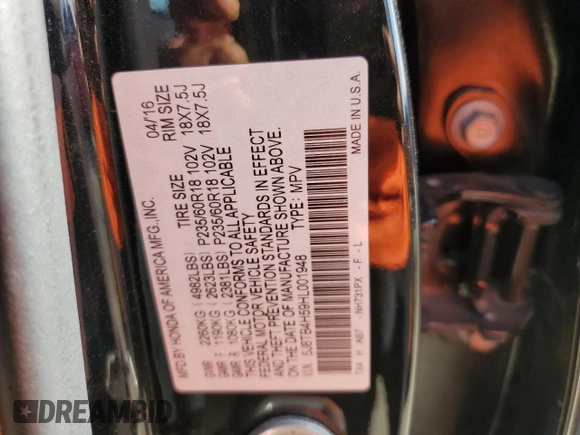 MFD BY HONDA OF AMERICA MFG.,INC. 04/16
TIRE SIZE RIM SIZE
GVWR 2260KG (4982LBS) P235/60R18 102V 18X7.5J
GAWR F 1190KG (2623LBS) P235/60R18 102V 18X7.5J
GAWR R 1080KG (2381LBS)
THIS VEHICLE CONFORMS TO ALL APPLICABLE
FEDERAL MOTOR VEHICLE SAFETY
AND THEFT PREVENTION STANDARDS IN EFFECT
ON THE DATE OF MANUFACTURE SHOWN ABOVE.
VIN: 5J8TB4H59HL001948 TYPE: MPV
TX4 H AB7 -NH731PX -F -L MADE IN U.S.A.
DREAMBID